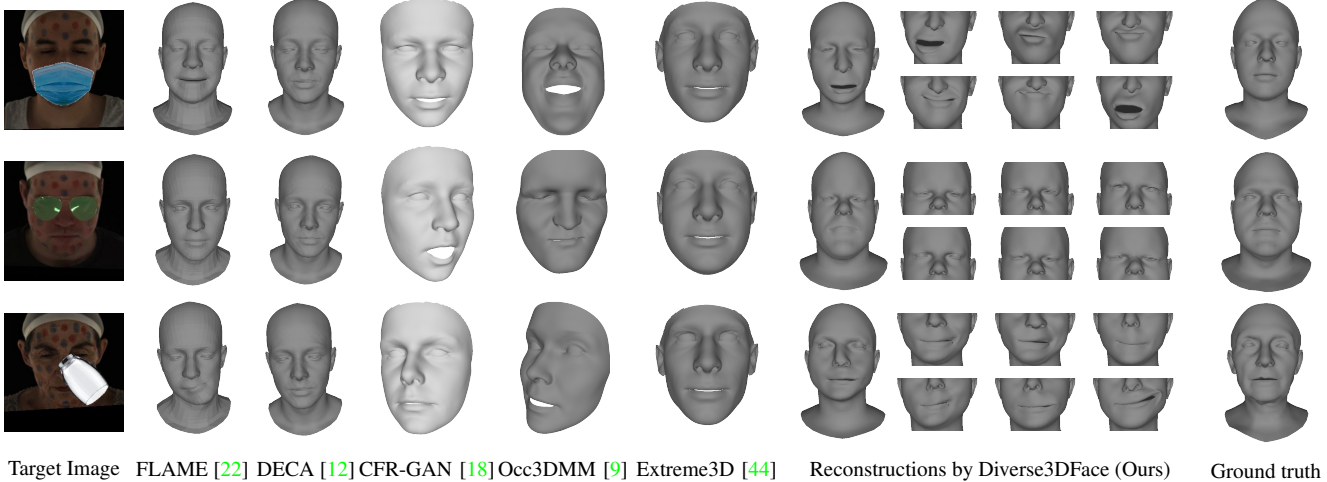 Target Image FLAME [22] DECA [12] CFR-GAN [18] Occ3DMM [9] Extreme3D [44] Reconstructions by Diverse3DFace (Ours) Ground truth